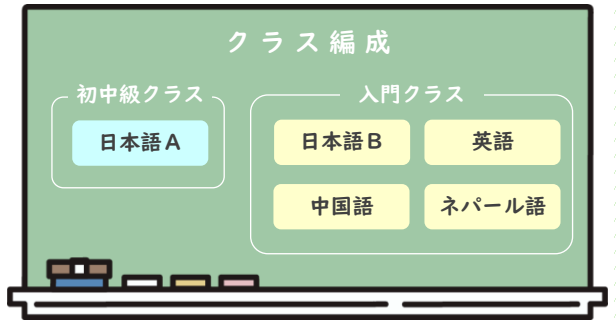 クラス編成
初中級クラス
日本語A
入門クラス
日本語B
英語
中国語
ネパール語